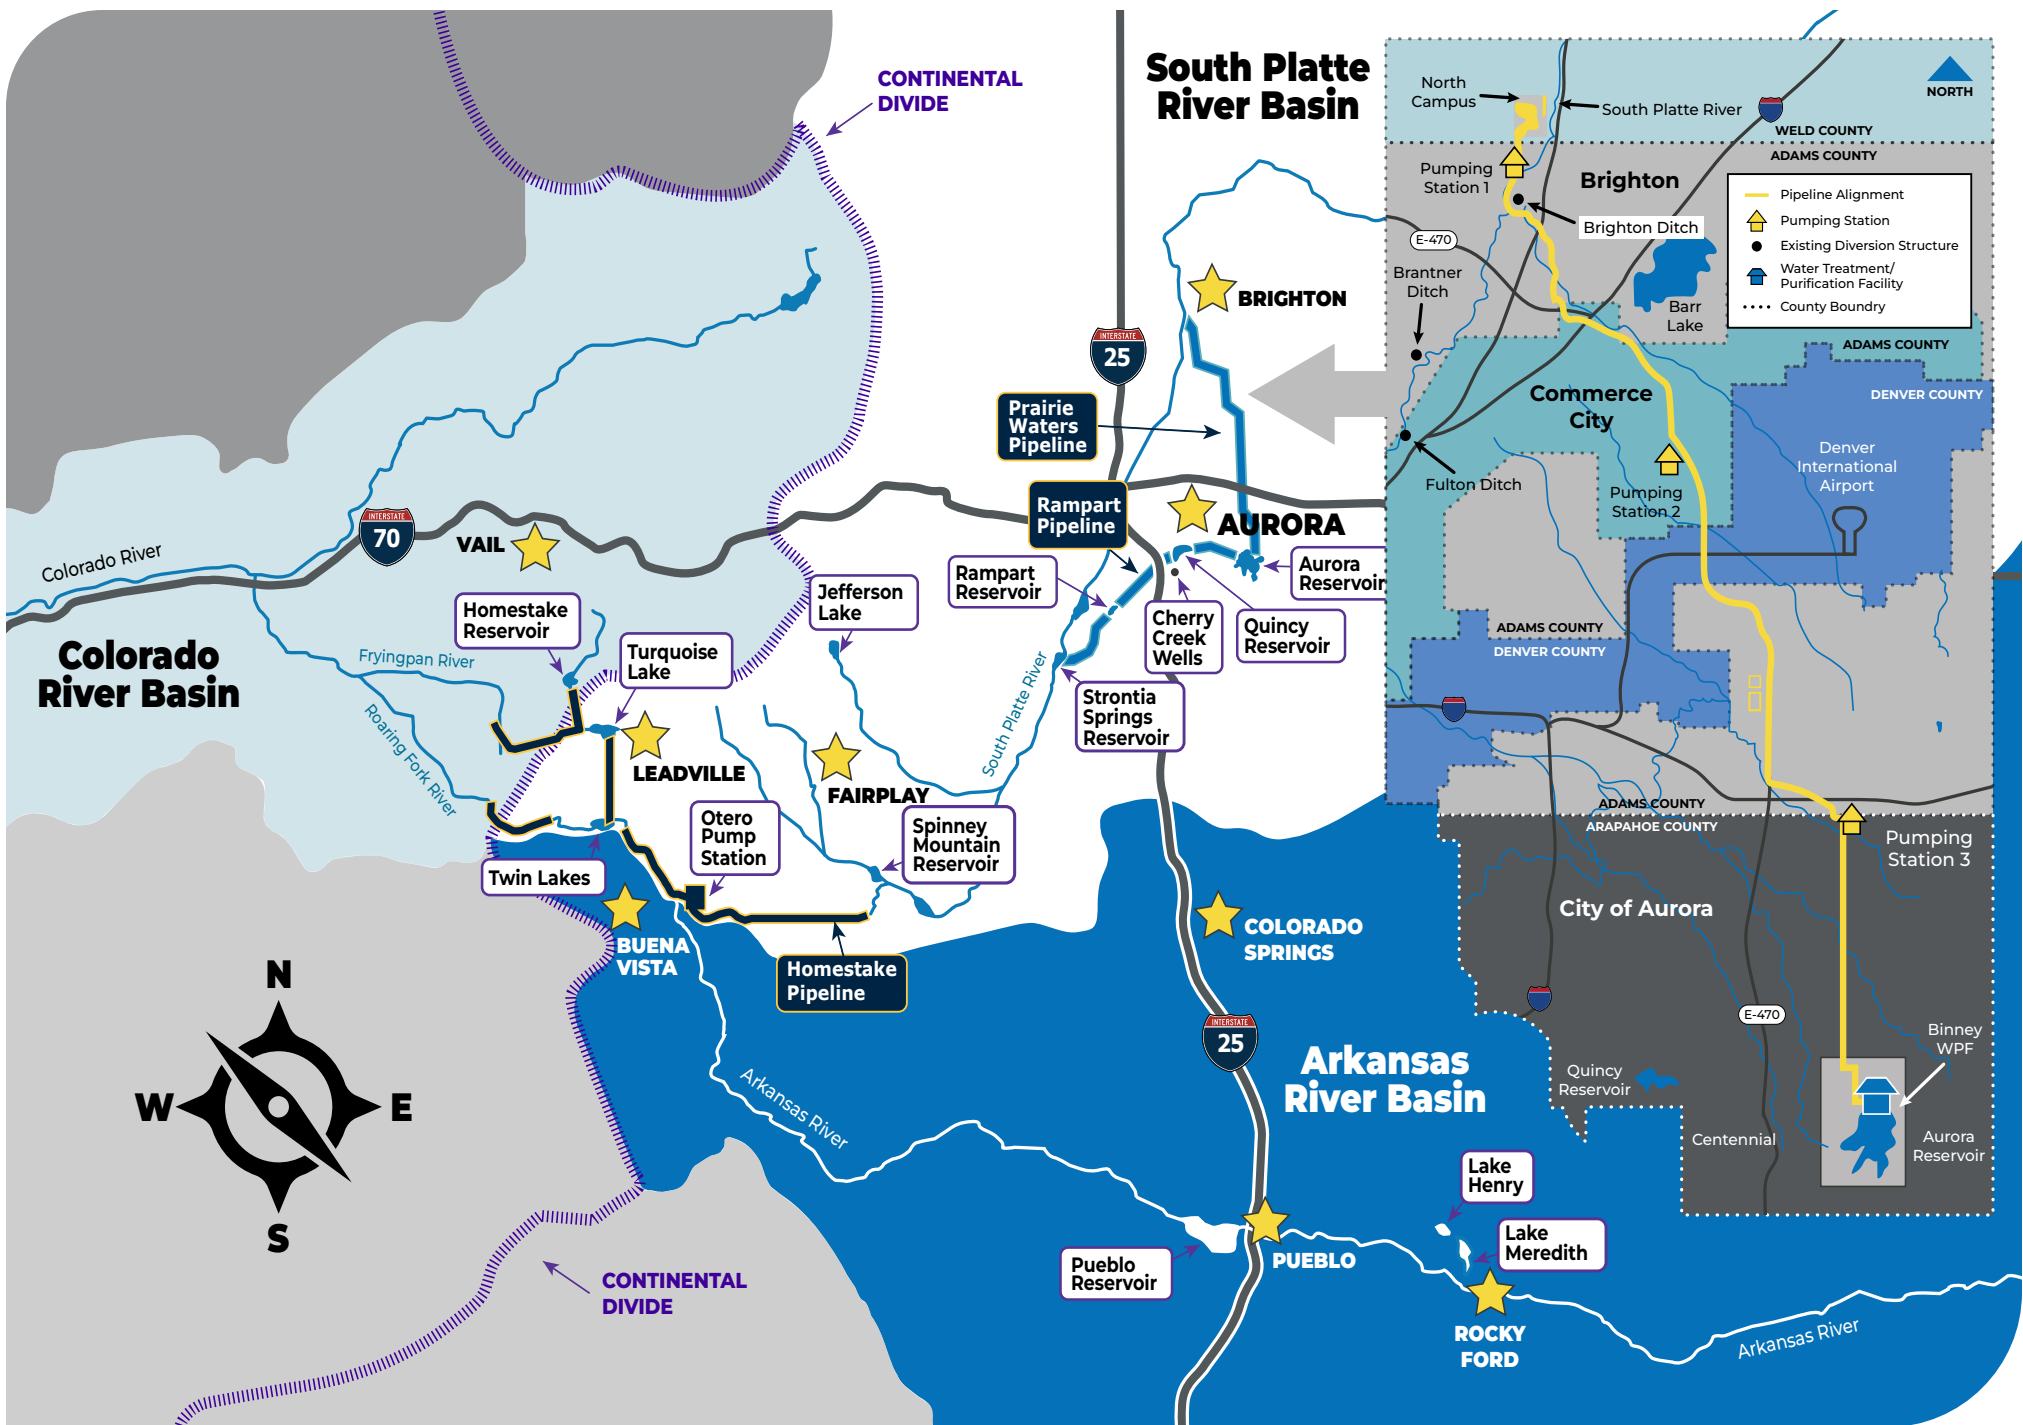 CONTINENTAL
DIVIDE
South Platte
River Basin
BRIGHTON
INTERSTATE
25
Prairie
Waters
Pipeline
Rampart
Pipeline
AURORA
INTERSTATE
70
VAIL
Colorado River
Colorado
River Basin
Homestake
Reservoir
Fryingpan River
Roaring Fork River
Turquoise
Lake
Jefferson
Lake
Rampart
Reservoir
Aurora
Reservoir
Cherry
Creek
Wells
Quincy
Reservoir
Strontia
Springs
Reservoir
South Platte River
LEADVILLE
FAIRPLAY
Otero
Pump
Station
Spinney
Mountain
Reservoir
Twin Lakes
BUENA
VISTA
Homestake
Pipeline
COLORADO
SPRINGS
INTERSTATE
25
Arkansas
River Basin
Arkansas River
N
W
E
S
CONTINENTAL
DIVIDE
Pueblo
Reservoir
PUEBLO
Lake
Henry
Lake
Meredith
ROCKY
FORD
Arkansas River
North
Campus
South Platte River
NORTH
WELD COUNTY
ADAMS COUNTY
Pumping
Station 1
Brighton
Brighton Ditch
E-470
Brantner
Ditch
Barr
Lake
Pipeline Alignment
Pumping Station
Existing Diversion Structure
Water Treatment/
Purification Facility
County Boundry
ADAMS COUNTY
DENVER COUNTY
Commerce
City
Fulton Ditch
Pumping
Station 2
Denver
International
Airport
ADAMS COUNTY
DENVER COUNTY
ADAMS COUNTY
ARAPAHOE COUNTY
Pumping
Station 3
City of Aurora
E-470
Binney
WPF
Quincy
Reservoir
Centennial
Aurora
Reservoir